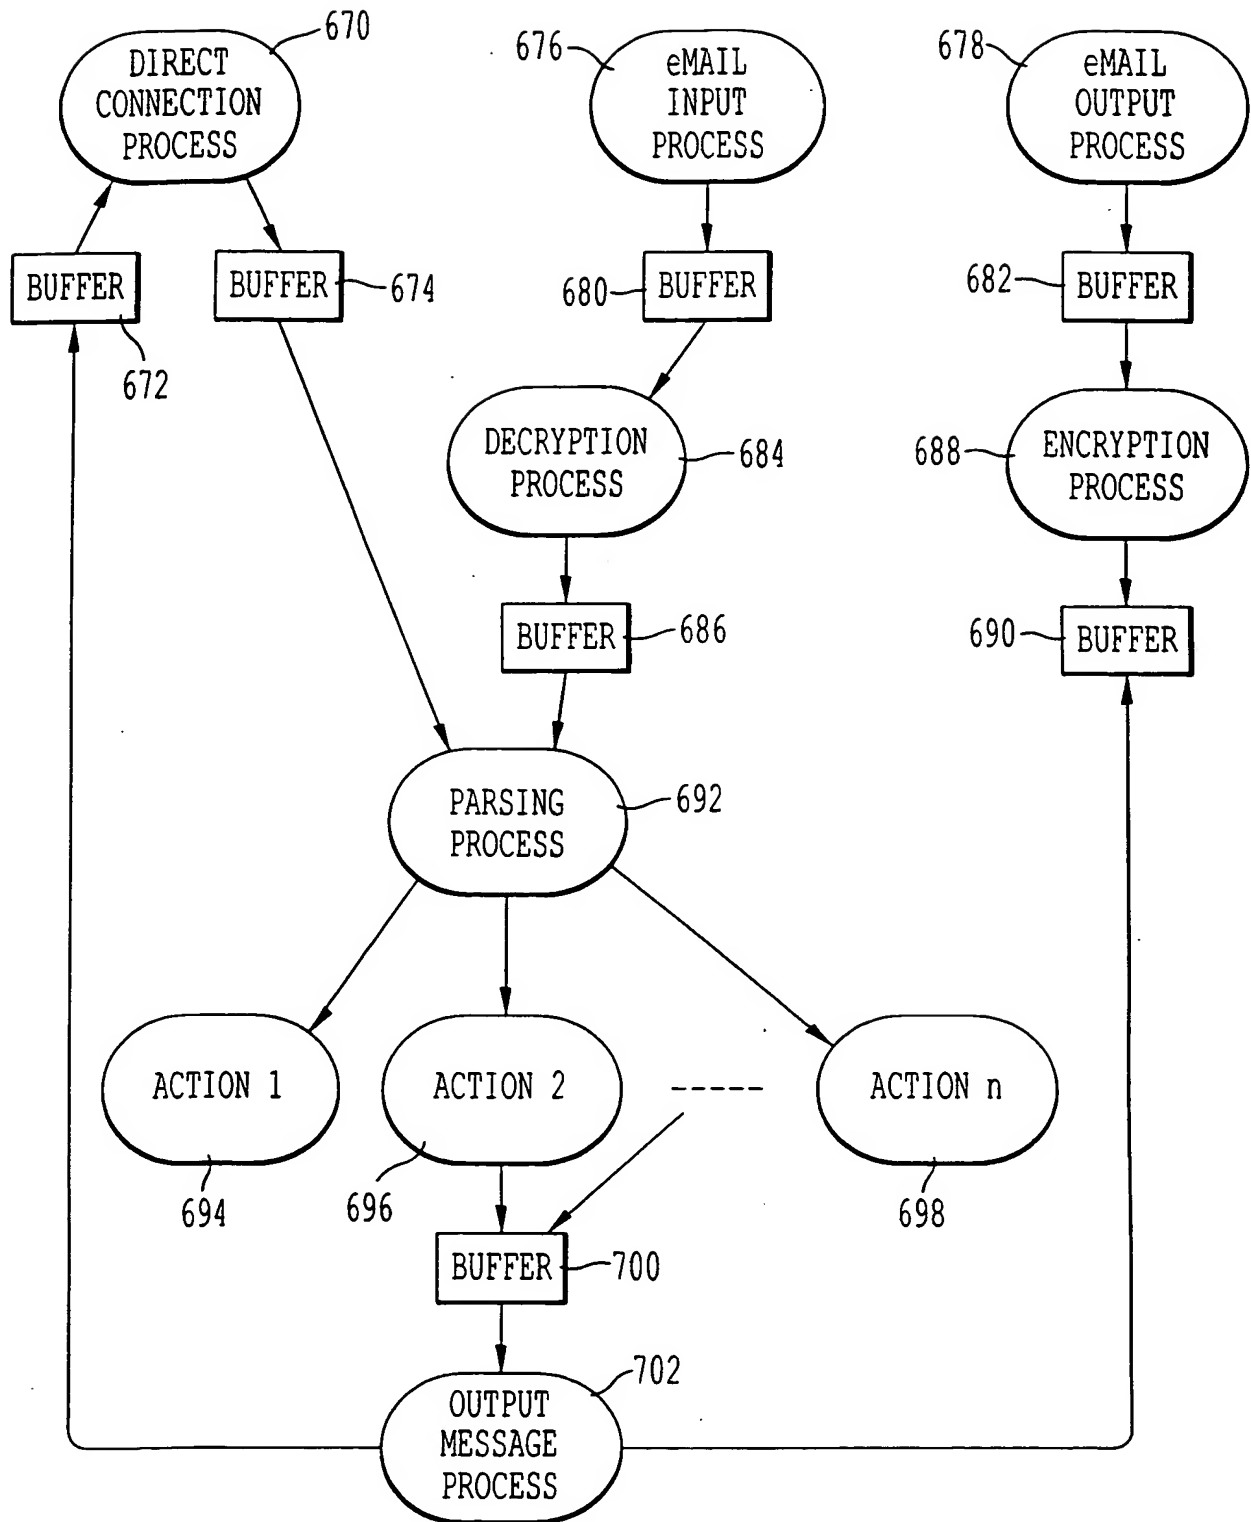 670
DIRECT
CONNECTION
PROCESS
676
eMAIL
INPUT
PROCESS
678
eMAIL
OUTPUT
PROCESS
BUFFER
672
BUFFER
674
680
BUFFER
682
BUFFER
DECRYPTION
PROCESS
684
688
ENCRYPTION
PROCESS
BUFFER
686
690
BUFFER
PARSING
PROCESS
692
ACTION 1
694
ACTION 2
696
-----
ACTION n
698
BUFFER
700
OUTPUT
MESSAGE
PROCESS
702